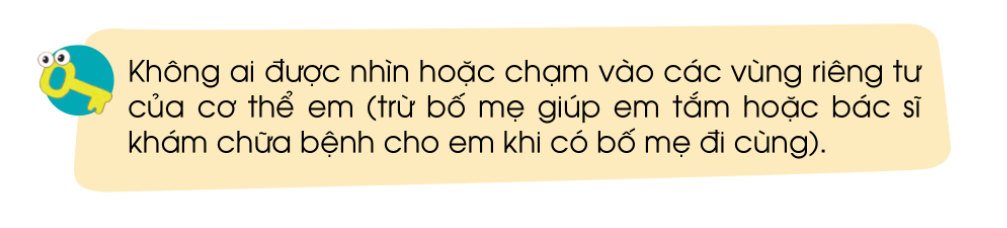 Không ai được nhìn hoặc chạm vào các vùng riêng tư
của cơ thể em (trừ bố mẹ giúp em tắm hoặc bác sĩ
khám chữa bệnh cho em khi có bố mẹ đi cùng).